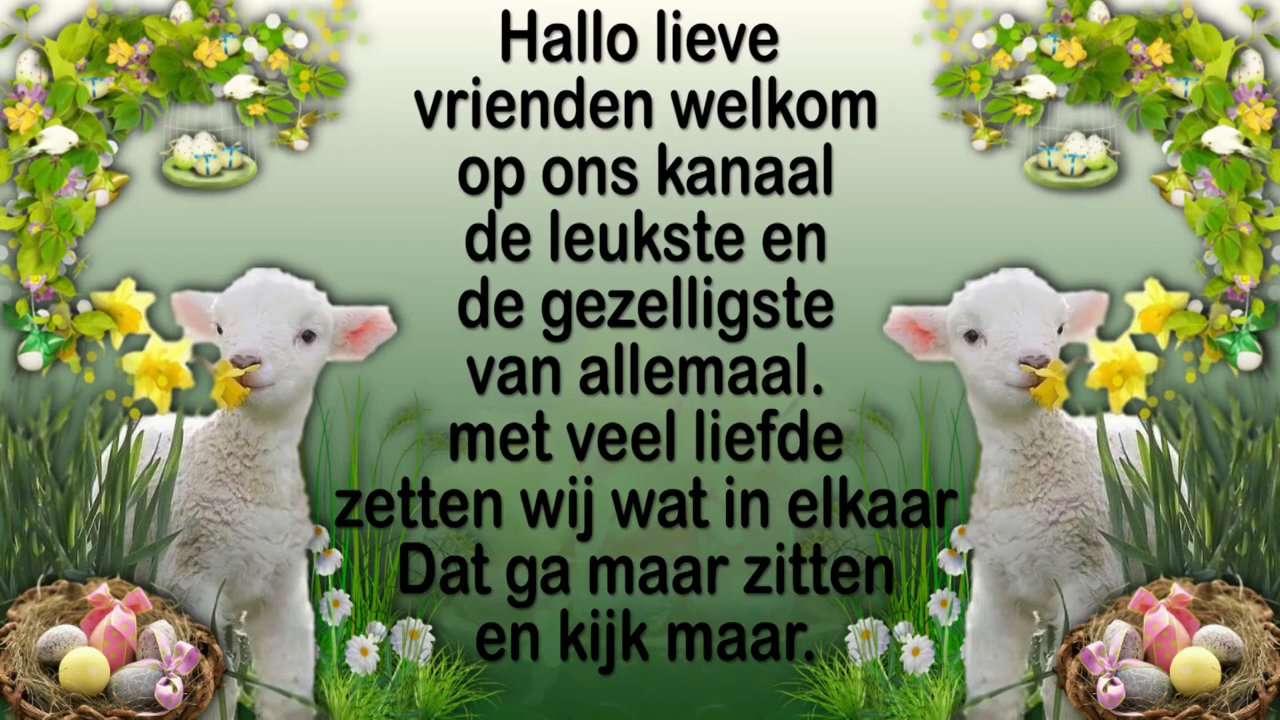 Hallo lieve
vrienden welkom
op ons kanaal
de leukste en
de gezelligste
van allemaal.
met veel liefde
zetten wij wat in elkaar
Dat ga maar zitten
en kijk maar.